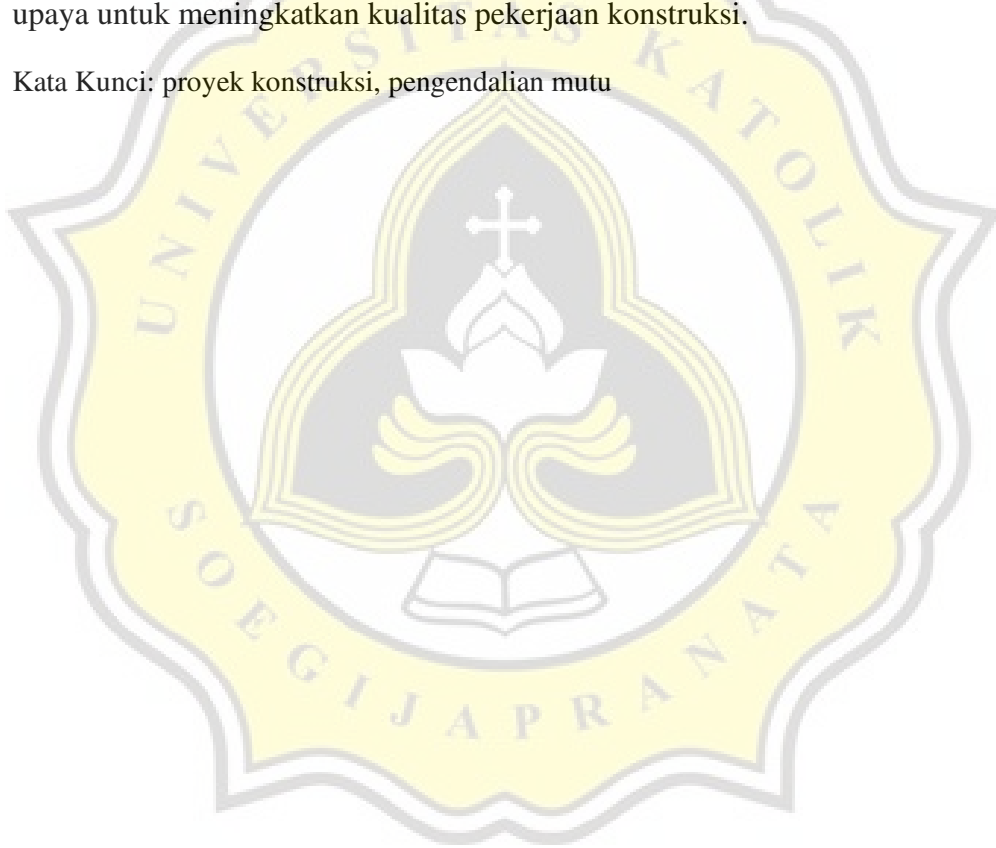 upaya untuk meningkatkan kualitas pekerjaan konstruksi.
Kata Kunci: proyek konstruksi, pengendalian mutu
UNIVERSITAS KATOLIK
SOEGIJAPRANATA